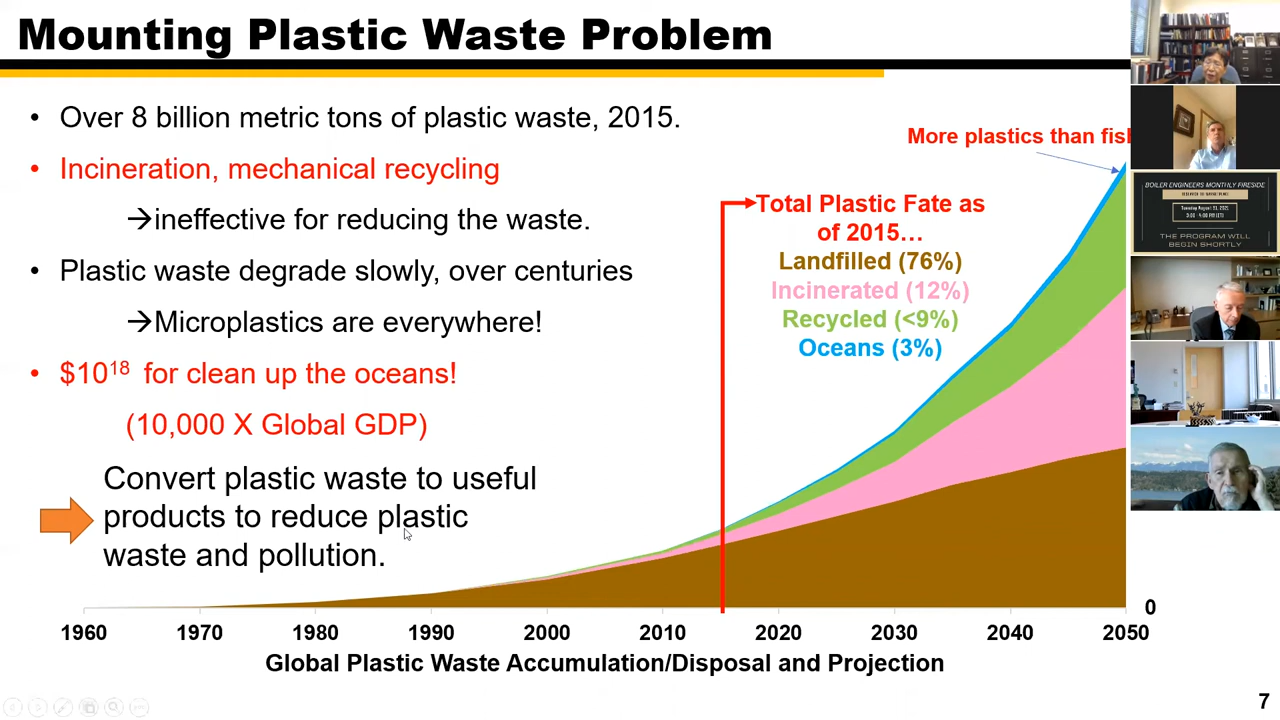 Mounting Plastic Waste Problem
• Over 8 billion metric tons of plastic waste, 2015.
• Incineration, mechanical recycling
→ineffective for reducing the waste.
• Plastic waste degrade slowly, over centuries
→Microplastics are everywhere!
• $10¹⁸ for clean up the oceans!
(10,000 X Global GDP)
Convert plastic waste to useful
products to reduce plastic
waste and pollution.
More plastics than fish
Total Plastic Fate as
of 2015…
Landfilled (76%)
Incinerated (12%)
Recycled (<9%)
Oceans (3%)
0
1960 1970 1980 1990 2000 2010 2020 2030 2040 2050
Global Plastic Waste Accumulation/Disposal and Projection
7
BOILER ENGINEERS MONTHLY FIRESIDE
THE PROGRAM WILL
BEGIN SHORTLY